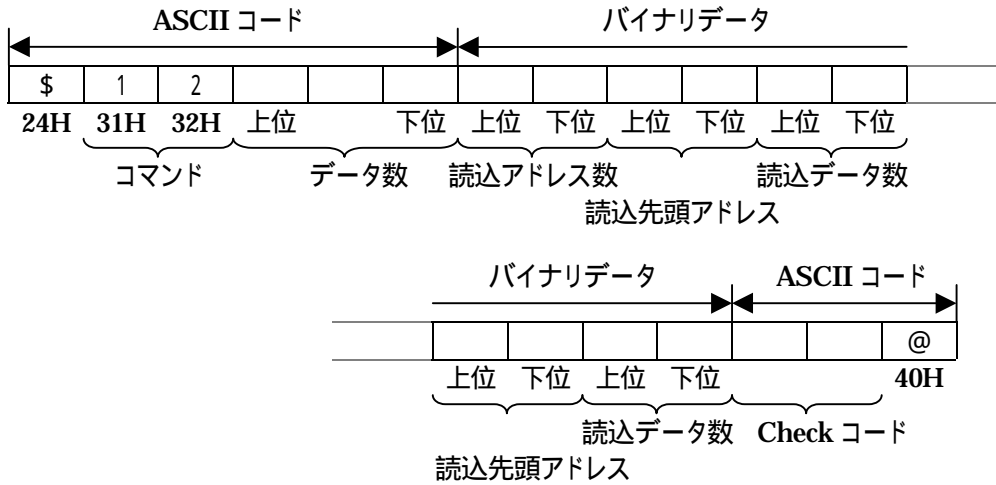 ASCII コード バイナリデータ
$ 1 2
24H 31H 32H 上位 下位 上位 下位 上位 下位 上位 下位
コマンド データ数 読込アドレス数 読込データ数
読込先頭アドレス
バイナリデータ ASCII コード
@
上位 下位 上位 下位 40H
読込データ数 Check コード
読込先頭アドレス